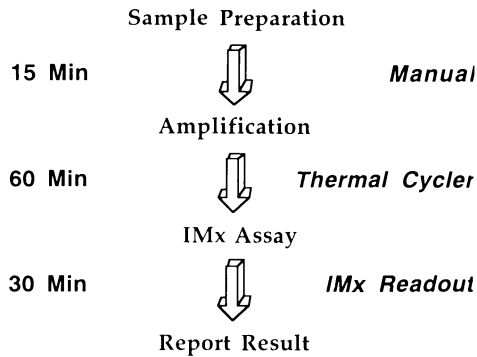 Sample Preparation
15 Min Manual
Amplification
60 Min Thermal Cycler
IMx Assay
30 Min IMx Readout
Report Result